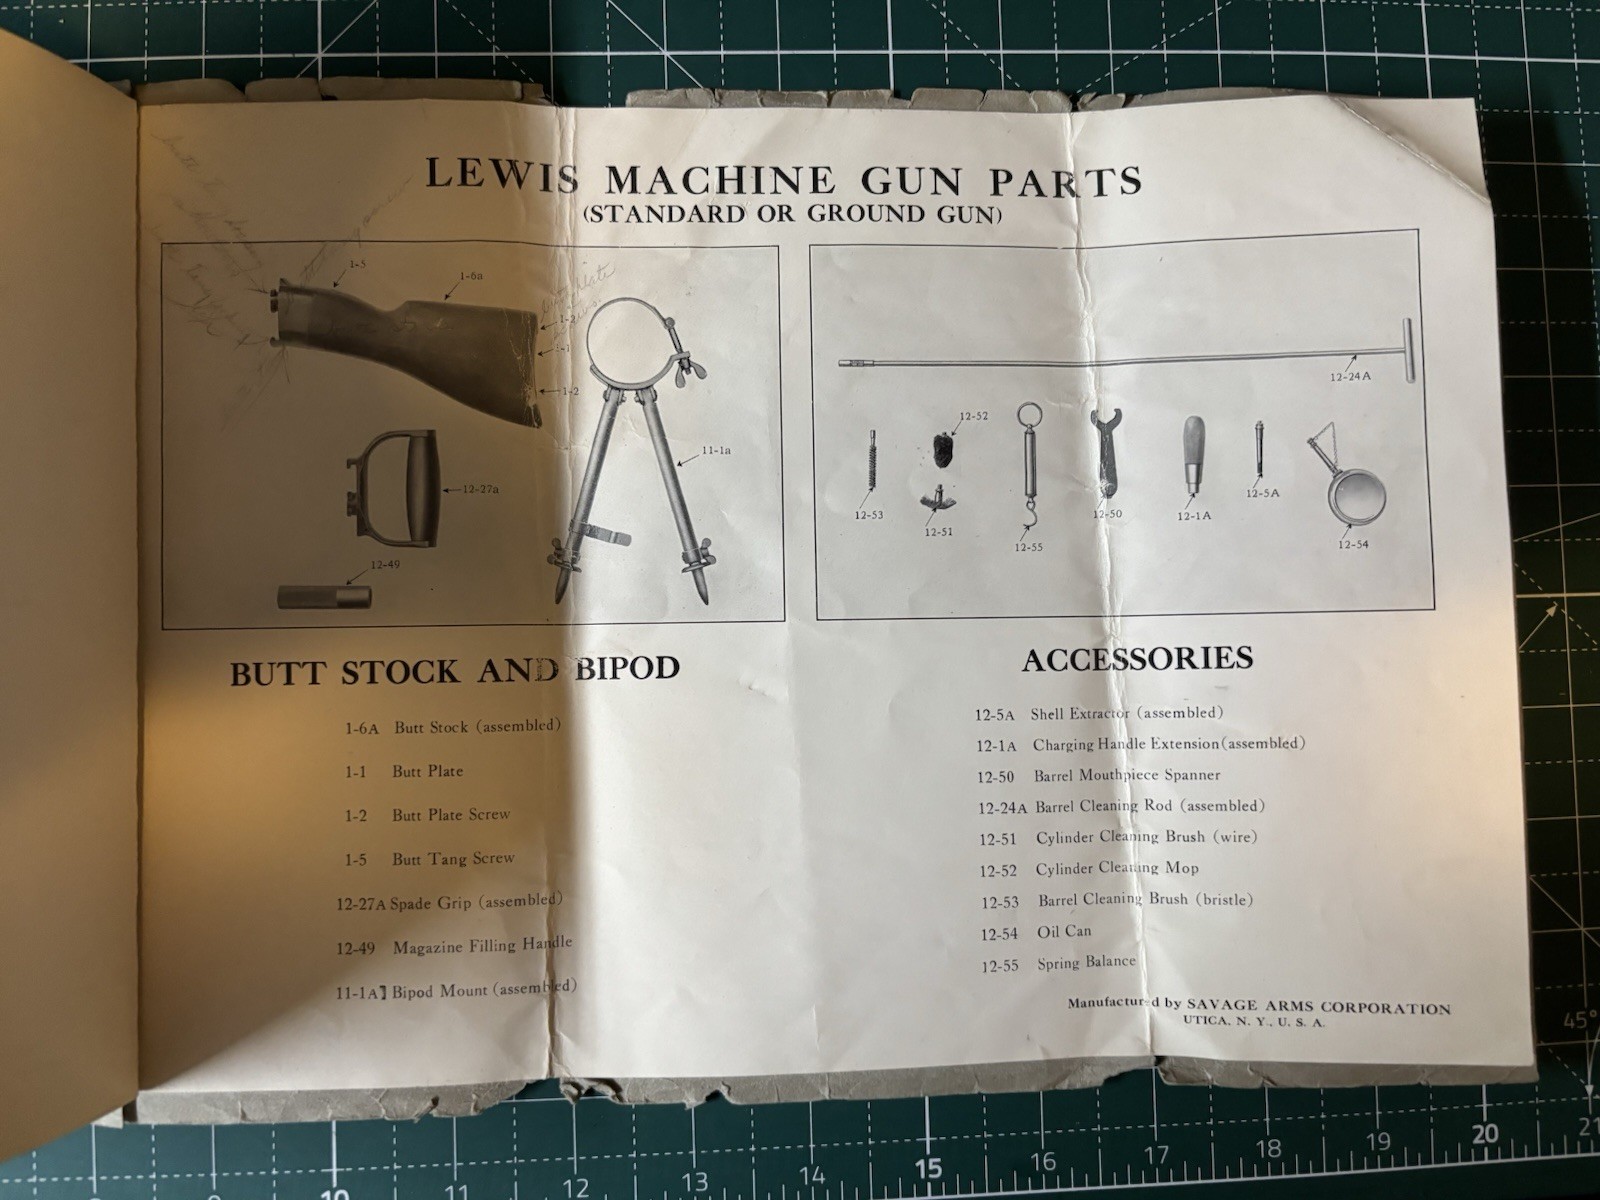 LEWIS MACHINE GUN PARTS
(STANDARD OR GROUND GUN)
1-5
1-6a
1-2
1-1
1-2
11-1a
12-27a
12-49
12-24A
12-52
12-53
12-51
12-55
12-50
12-1A
12-5A
12-54
BUTT STOCK AND BIPOD
1-6A Butt Stock (assembled)
1-1 Butt Plate
1-2 Butt Plate Screw
1-5 Butt Tang Screw
12-27A Spade Grip (assembled)
12-49 Magazine Filling Handle
11-1A] Bipod Mount (assembled)
ACCESSORIES
12-5A Shell Extractor (assembled)
12-1A Charging Handle Extension (assembled)
12-50 Barrel Mouthpiece Spanner
12-24A Barrel Cleaning Rod (assembled)
12-51 Cylinder Cleaning Brush (wire)
12-52 Cylinder Cleaning Mop
12-53 Barrel Cleaning Brush (bristle)
12-54 Oil Can
12-55 Spring Balance
Manufactured by SAVAGE ARMS CORPORATION
UTICA, N. Y., U. S. A.
45°
10 11 12 13 14 15 16 17 18 19 20 21